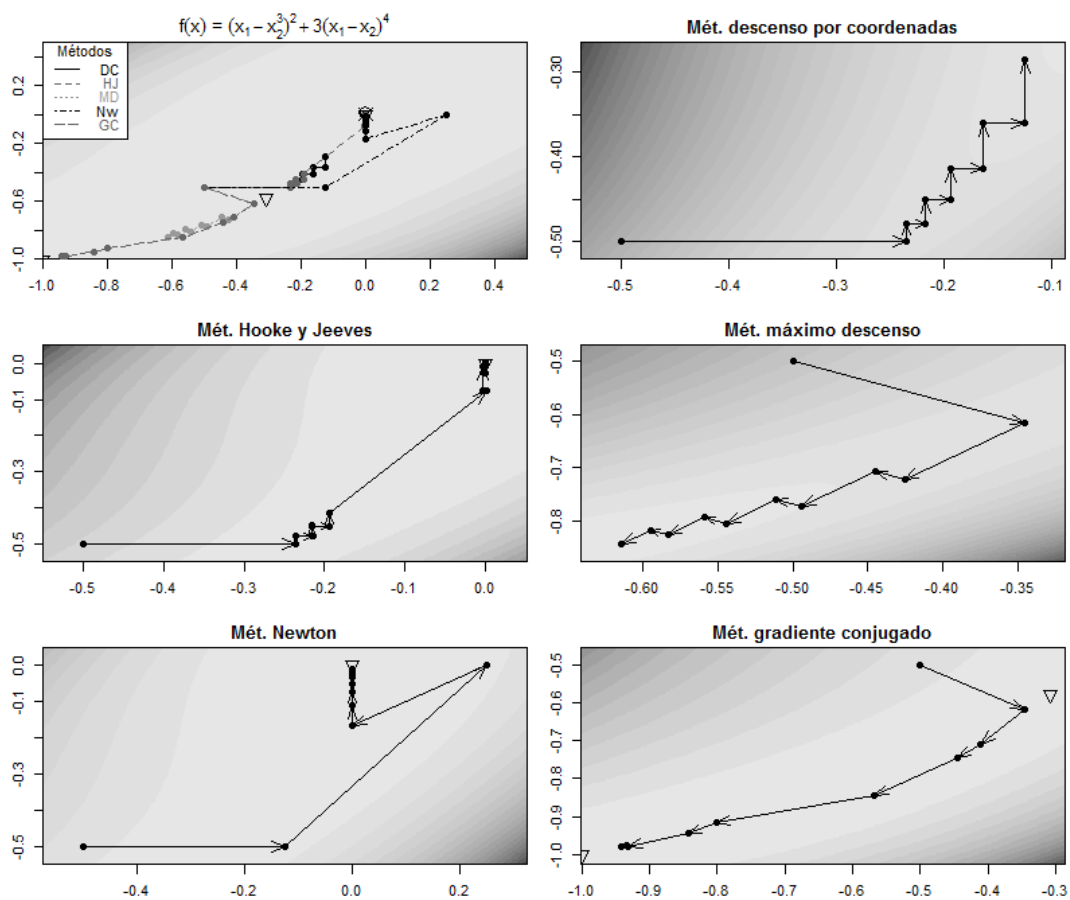 f(x) = (x₁−x₂³)²+3(x₁−x₂)⁴
Métodos
DC
HJ
MD
Nw
GC
0.2
-0.2
-0.6
-1.0
-1.0 -0.8 -0.6 -0.4 -0.2 0.0 0.2 0.4
Mét. descenso por coordenadas
-0.30
-0.40
-0.50
-0.5 -0.4 -0.3 -0.2 -0.1
Mét. Hooke y Jeeves
0.0
-0.1
-0.3
-0.5
-0.5 -0.4 -0.3 -0.2 -0.1 0.0
Mét. máximo descenso
-0.5
-0.6
-0.7
-0.8
-0.60 -0.55 -0.50 -0.45 -0.40 -0.35
Mét. Newton
0.0
-0.1
-0.3
-0.5
-0.4 -0.2 0.0 0.2
Mét. gradiente conjugado
-0.5
-0.6
-0.7
-0.8
-0.9
-1.0
-1.0 -0.9 -0.8 -0.7 -0.6 -0.5 -0.4 -0.3